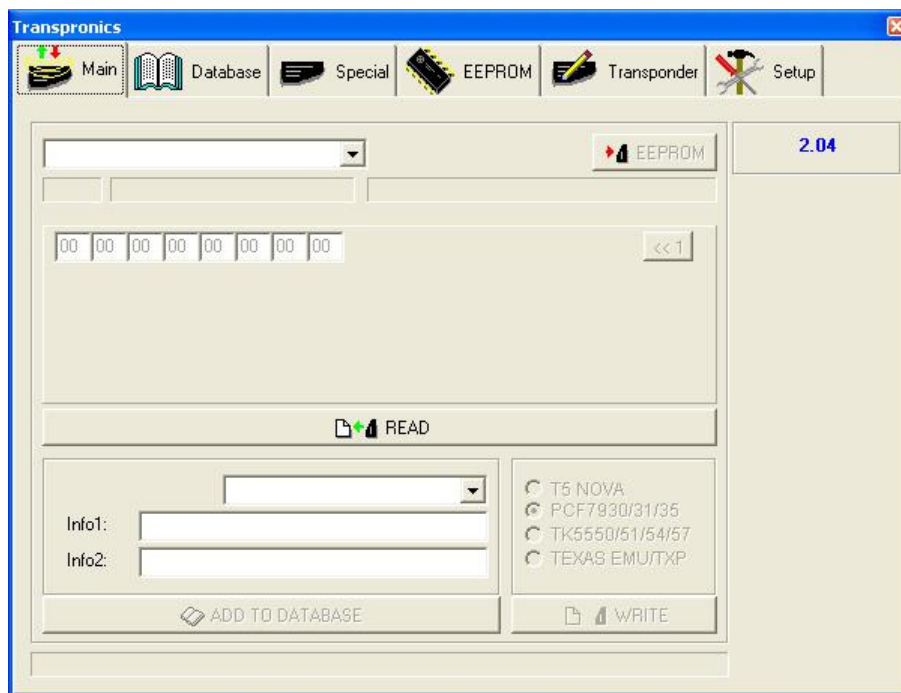 Transpronics
Main Database Special EEPROM Transponder Setup
EEPROM
2.04
00 00 00 00 00 00 00 00
<< 1
READ
T5 NOVA
PCF7930/31/35
Info1:
TK5550/51/54/57
Info2:
TEXAS EMU/TXP
ADD TO DATABASE
WRITE